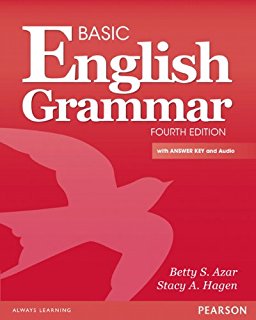 BASIC
English
Grammar
FOURTH EDITION
with ANSWER KEY and Audio
Betty S. Azar
Stacy A. Hagen
ALWAYS LEARNING
PEARSON